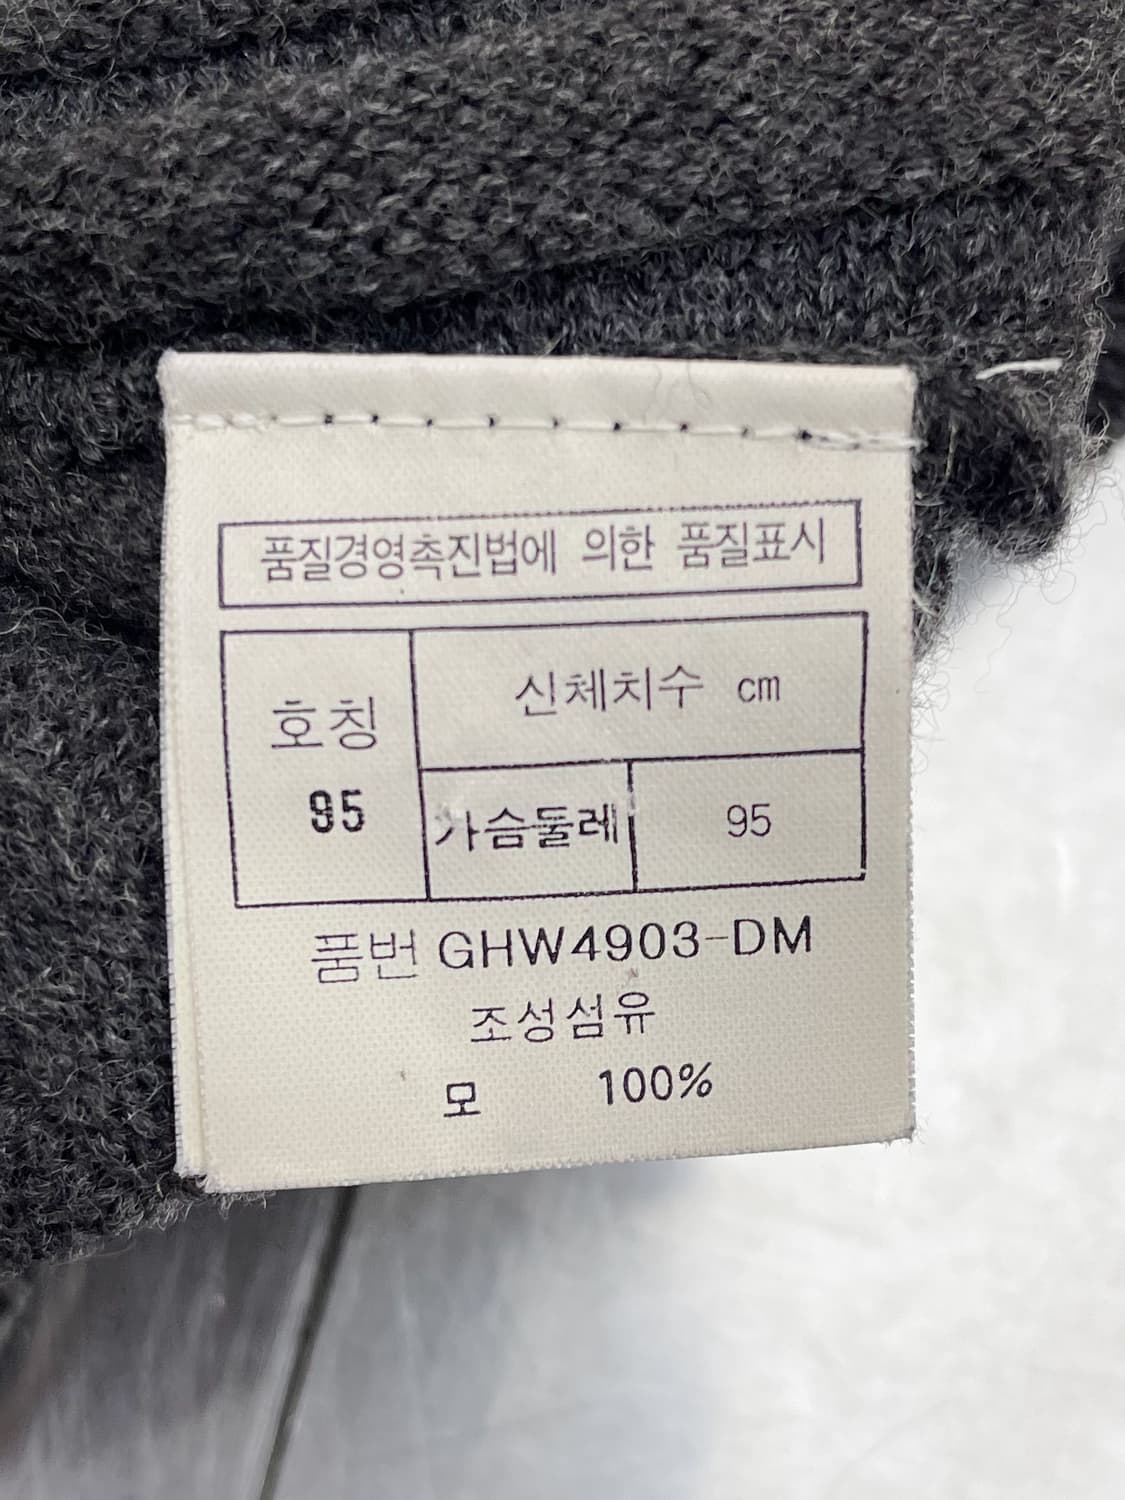 품질경영촉진법에 의한 품질표시
호칭
95
신체치수 cm
가슴둘레 95
품번 GHW4903-DM
조성섬유
모 100%